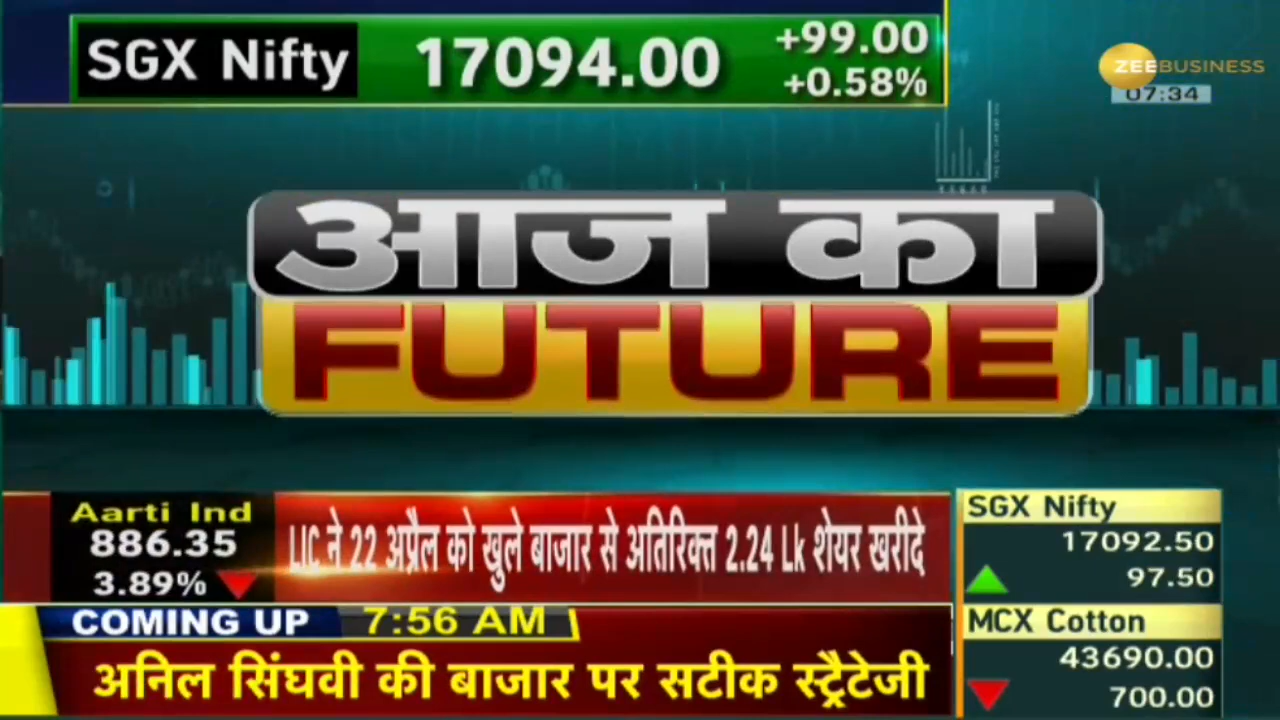 SGX Nifty 17094.00 +99.00
+0.58%
ZEEBUSINESS
07:34
आज का
FUTURE
Aarti Ind
886.35
3.89%
LIC ने 22 अप्रैल को खुले बाजार से अतिरिक्त 2.24 Lk शेयर खरीदे
SGX Nifty
17092.50
97.50
COMING UP 7:56 AM
अनिल सिंघवी की बाजार पर सटीक स्ट्रैटेजी
MCX Cotton
43690.00
700.00